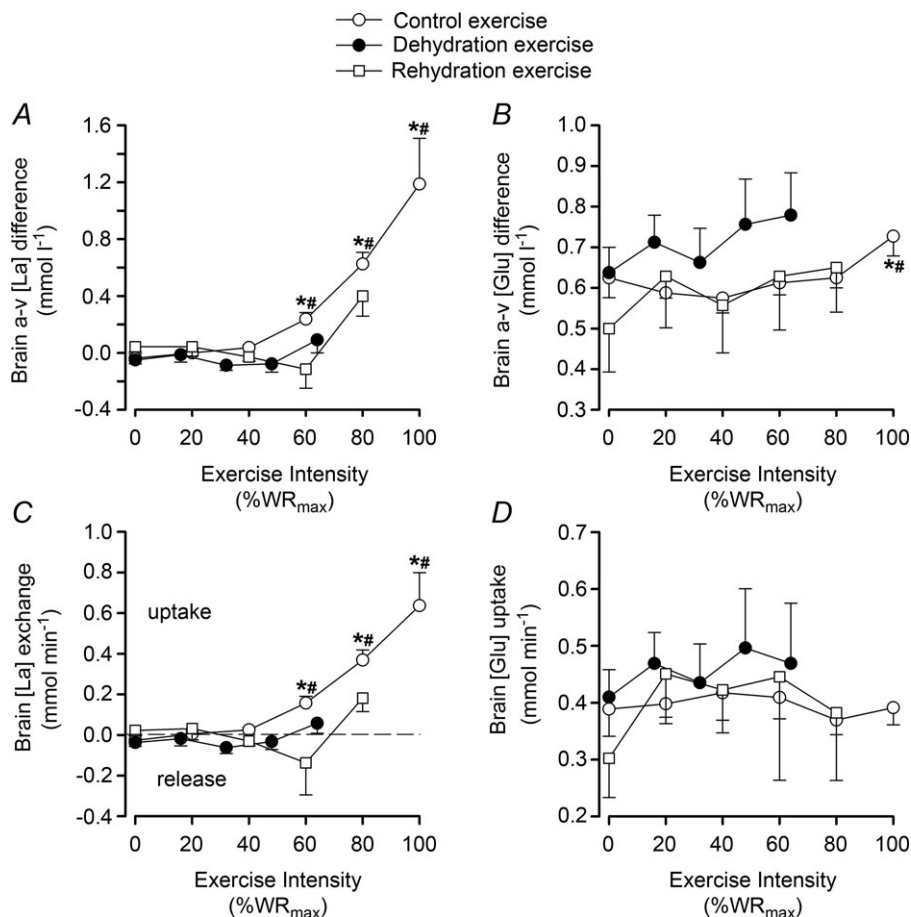 Control exercise
Dehydration exercise
Rehydration exercise
A
1.6
1.2
0.8
0.4
0.0
-0.4
Brain a-v [La] difference
(mmol l⁻¹)
*#
*#
*#
0 20 40 60 80 100
Exercise Intensity
(%WRmax)
B
1.0
0.9
0.8
0.7
0.6
0.5
0.4
0.3
Brain a-v [Glu] difference
(mmol l⁻¹)
*#
0 20 40 60 80 100
Exercise Intensity
(%WRmax)
C
1.0
0.8
0.6
0.4
0.2
0.0
-0.2
-0.4
Brain [La] exchange
(mmol min⁻¹)
uptake
release
*#
*#
*#
0 20 40 60 80 100
Exercise Intensity
(%WRmax)
D
0.7
0.6
0.5
0.4
0.3
0.2
Brain [Glu] uptake
(mmol min⁻¹)
0 20 40 60 80 100
Exercise Intensity
(%WRmax)